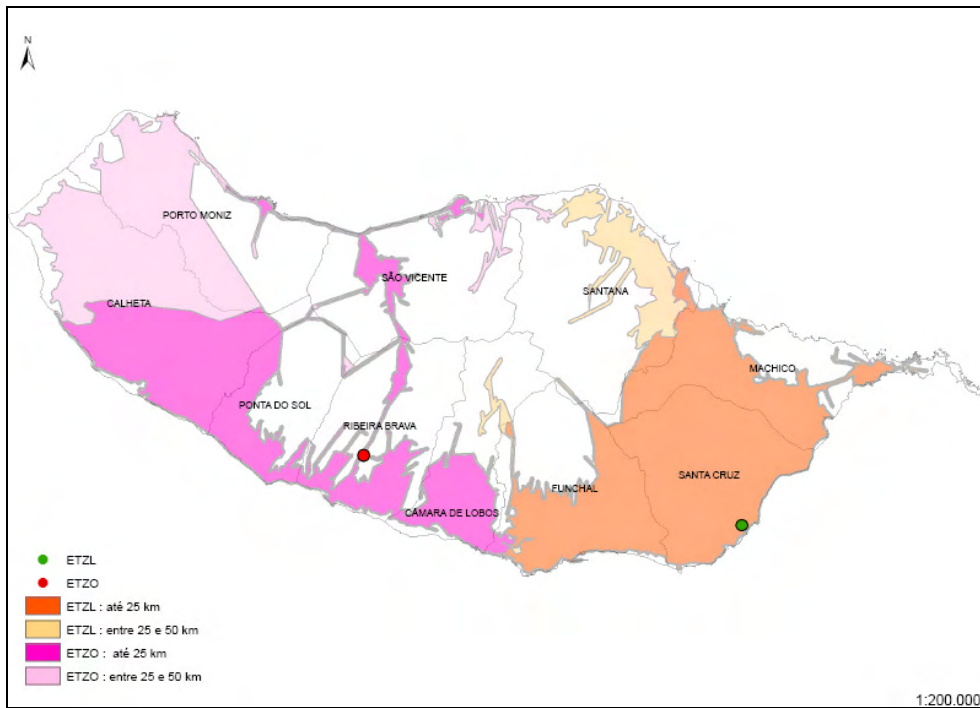 N
PORTO MONIZ
SÃO VICENTE
SANTANA
CALHETA
MACHICO
PONTA DO SOL
RIBEIRA BRAVA
SANTA CRUZ
FUNCHAL
CÂMARA DE LOBOS
ETZL
ETZO
ETZL : até 25 km
ETZL : entre 25 e 50 km
ETZO : até 25 km
ETZO : entre 25 e 50 km
1:200.000